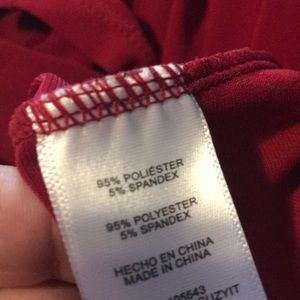 95% POLIÉSTER
5% SPANDEX
95% POLYESTER
5% SPANDEX
HECHO EN CHINA
MADE IN CHINA